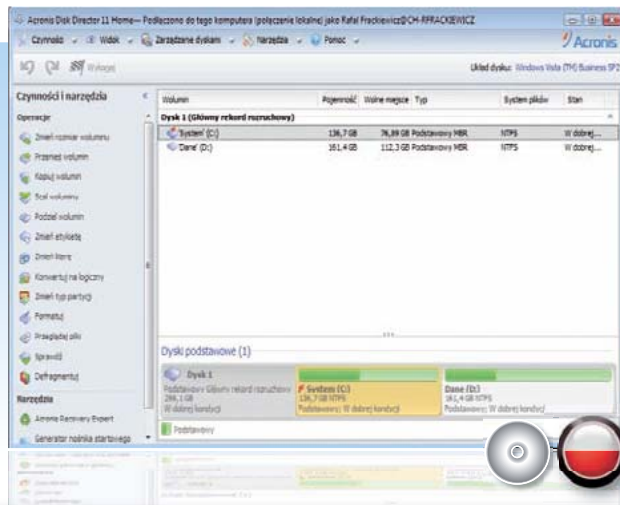 Acronis Disk Director 11 Home— Podłączono do tego komputera (połączenie lokalne) jako Rafal Frackiewicz@CH-RFRACKIEWICZ
Czynności Widok Zarządzanie dyskami Narzędzia Pomoc
Acronis
Wykonaj
Układ dysku: Windows Vista (TM) Business SP2
Czynności i narzędzia
Operacje
Zmień rozmiar woluminu
Przenieś wolumin
Kopiuj wolumin
Scal woluminy
Podziel wolumin
Zmień etykietę
Zmień literę
Konwertuj na logiczny
Zmień typ partycji
Formatuj
Przeglądaj pliki
Sprawdź
Defragmentuj
Narzędzia
Acronis Recovery Expert
Generator nośnika startowego
Wolumin Pojemność Wolne miejsce Typ System plików Stan
Dysk 1 (Główny rekord rozruchowy)
'System' (C:) 136,7 GB 76,89 GB Podstawowy MBR NTFS W dobrej...
'Dane' (D:) 161,4 GB 112,3 GB Podstawowy MBR NTFS W dobrej...
Dyski podstawowe (1)
Dysk 1
Podstawowy Główny rekord rozruchowy
298,1 GB
W dobrej kondycji
System (C:)
136,7 GB NTFS
Podstawowy; W dobrej kondycji
Dane (D:)
161,4 GB NTFS
Podstawowy; W dobrej kondycji
Podstawowy